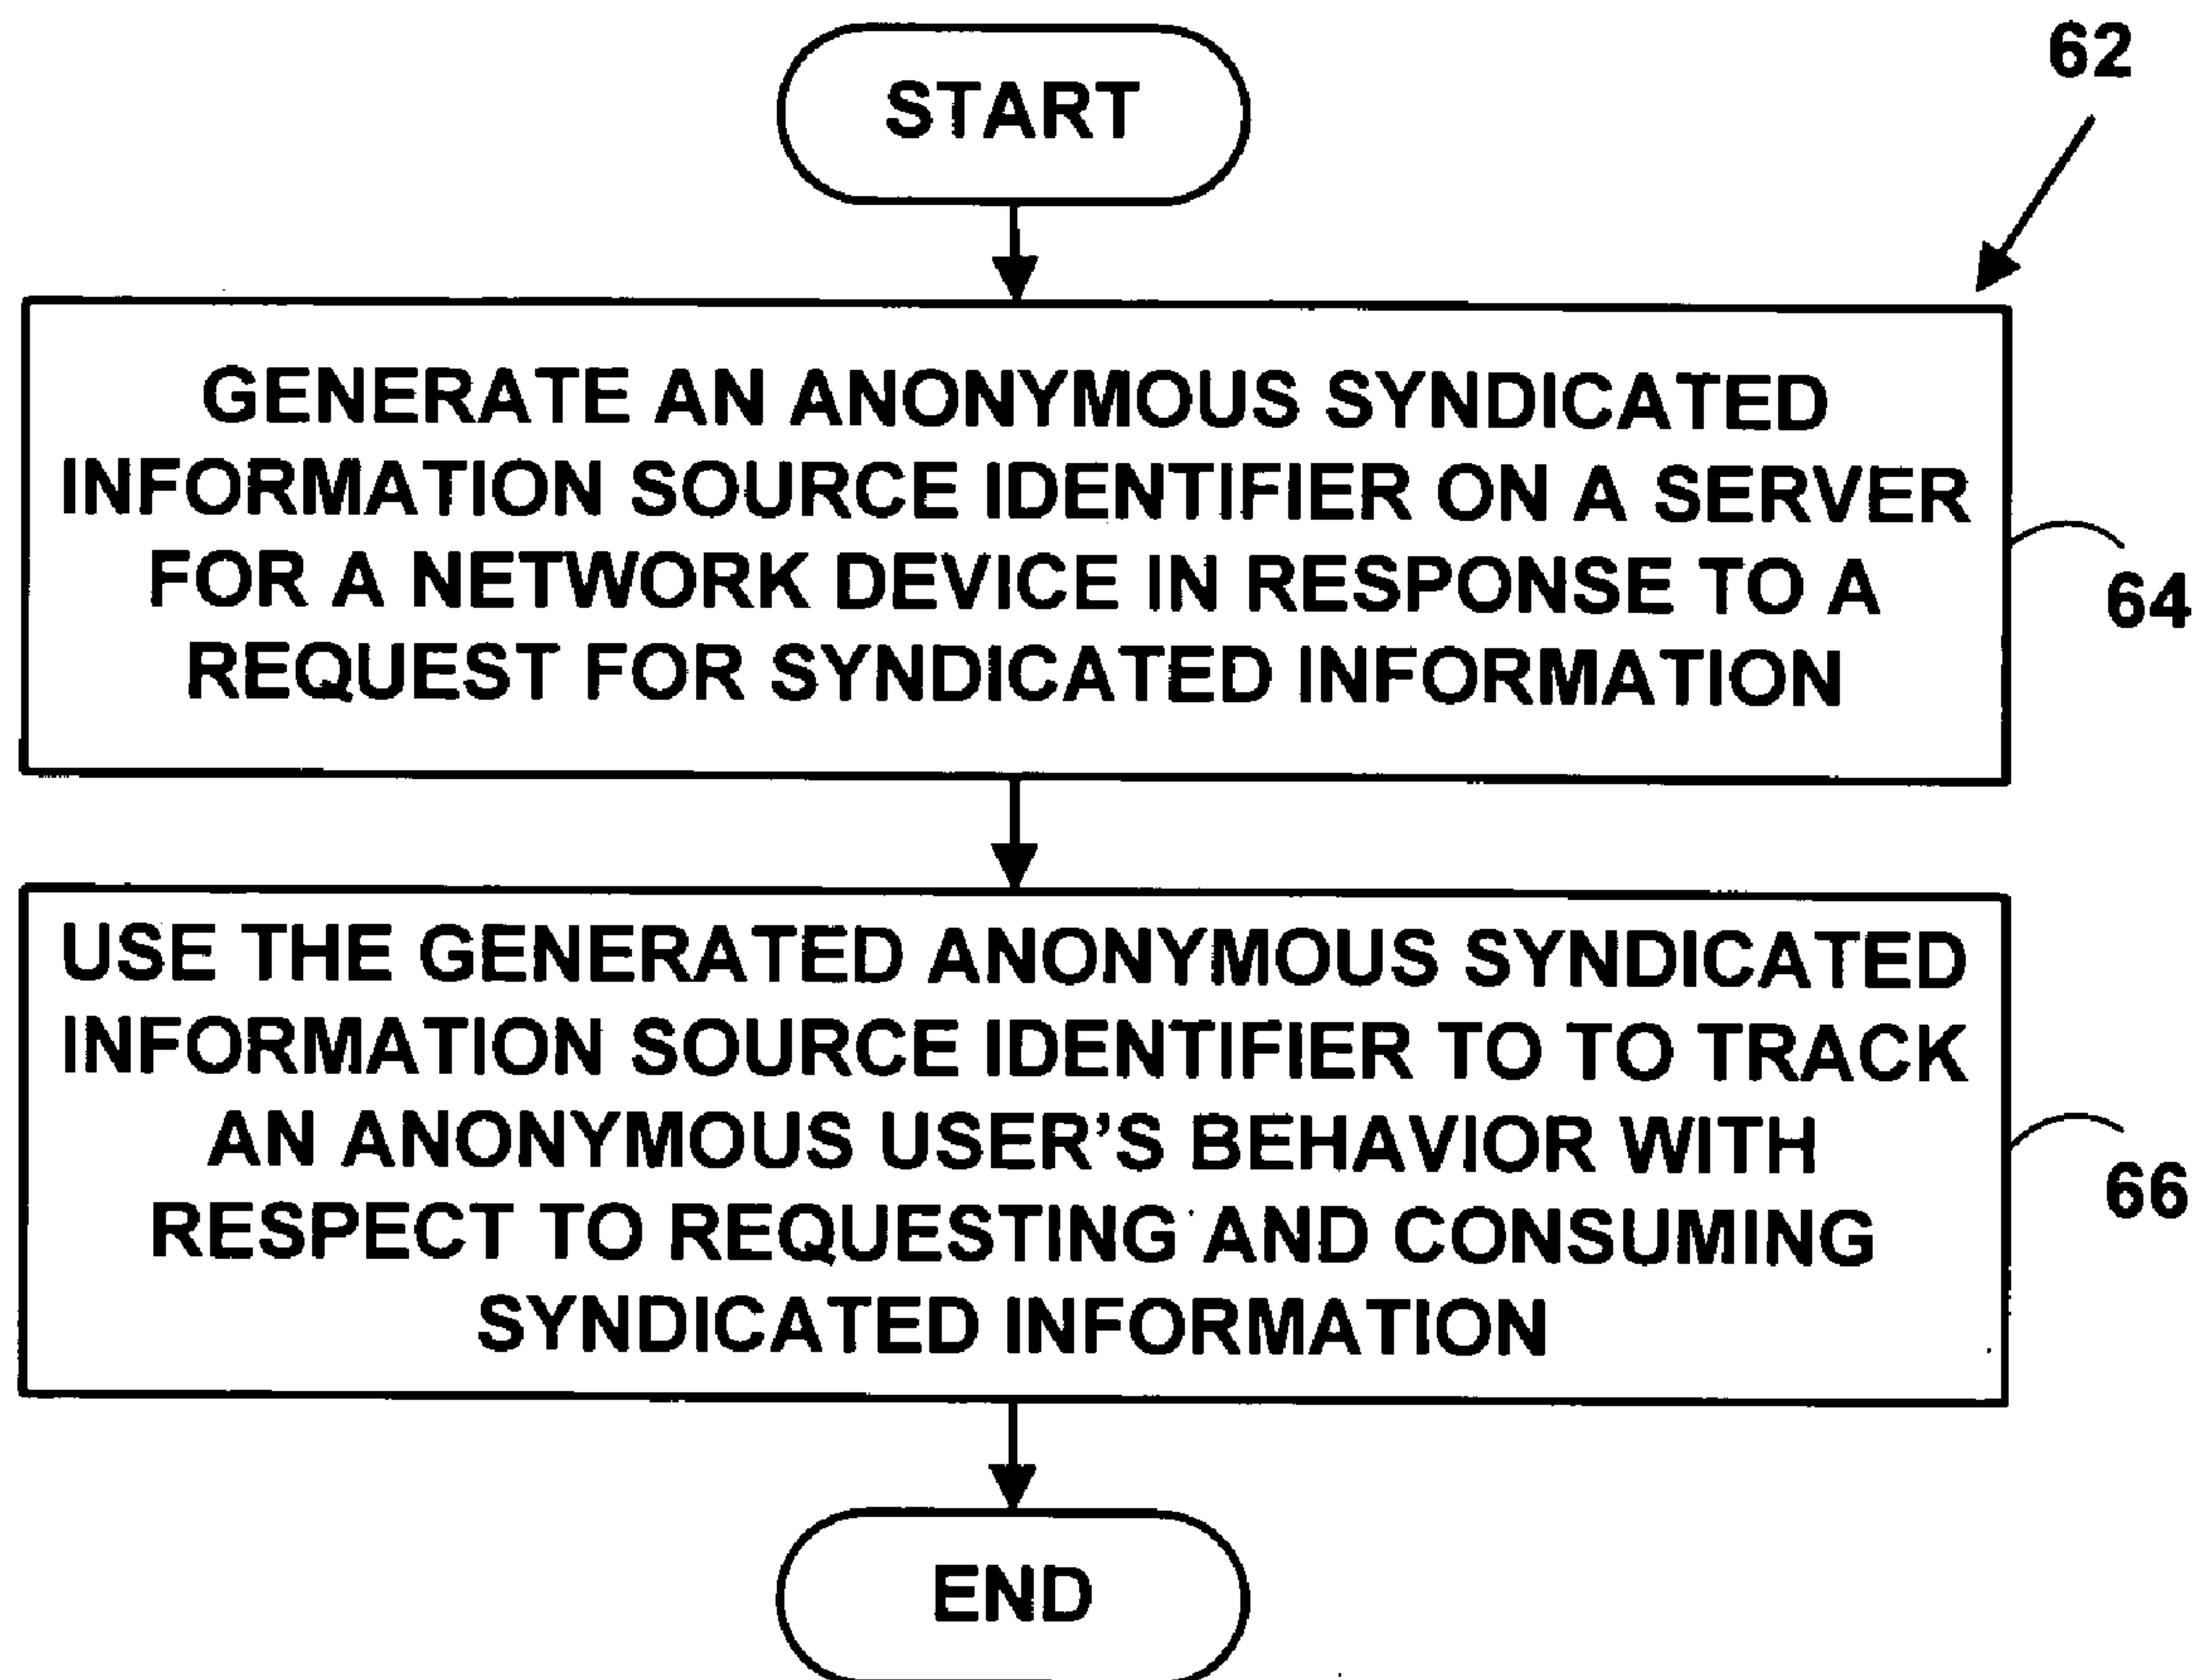 START
62
GENERATE AN ANONYMOUS SYNDICATED
INFORMATION SOURCE IDENTIFIER ON A SERVER
FOR A NETWORK DEVICE IN RESPONSE TO A
REQUEST FOR SYNDICATED INFORMATION
64
USE THE GENERATED ANONYMOUS SYNDICATED
INFORMATION SOURCE IDENTIFIER TO TO TRACK
AN ANONYMOUS USER'S BEHAVIOR WITH
RESPECT TO REQUESTING AND CONSUMING
SYNDICATED INFORMATION
66
END